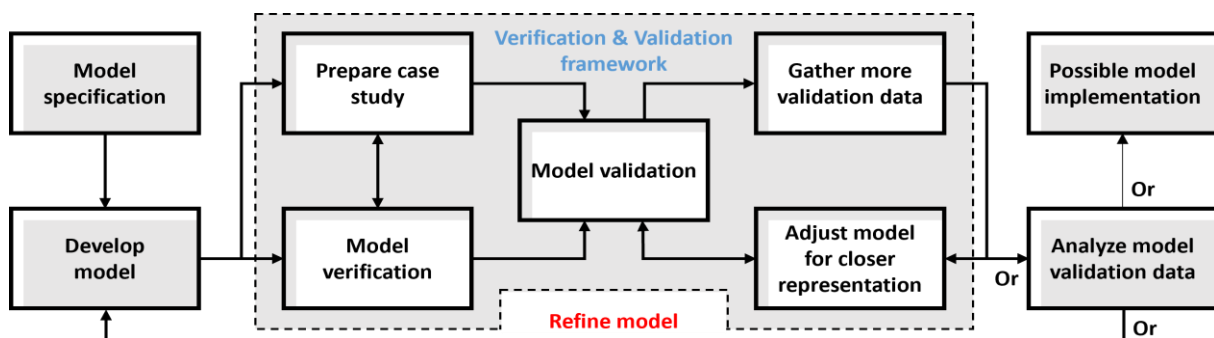 Model
specification
Develop
model
Verification & Validation
framework
Prepare case
study
Model
verification
Model validation
Gather more
validation data
Adjust model
for closer
representation
Refine model
Possible model
implementation
Or
Analyze model
validation data
Or
Or